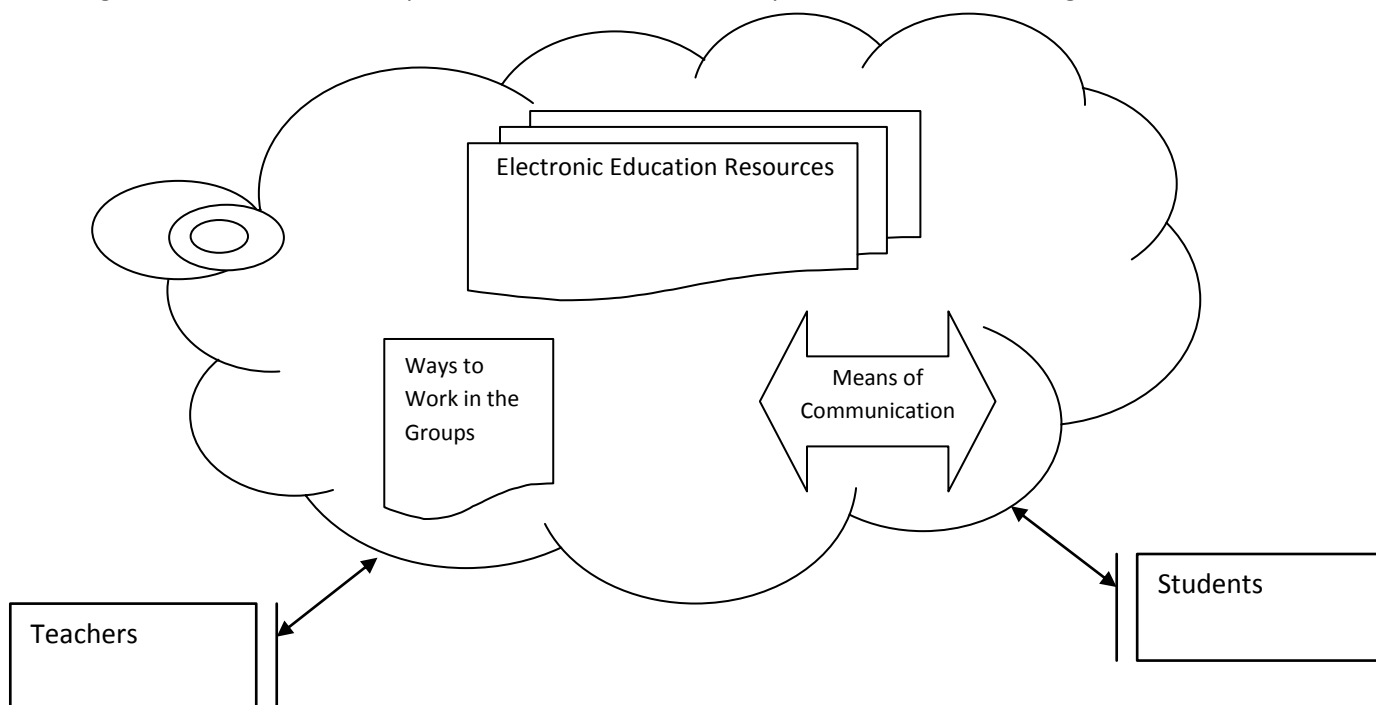 Electronic Education Resources
Ways to
Work in the
Groups
Means of
Communication
Students
Teachers